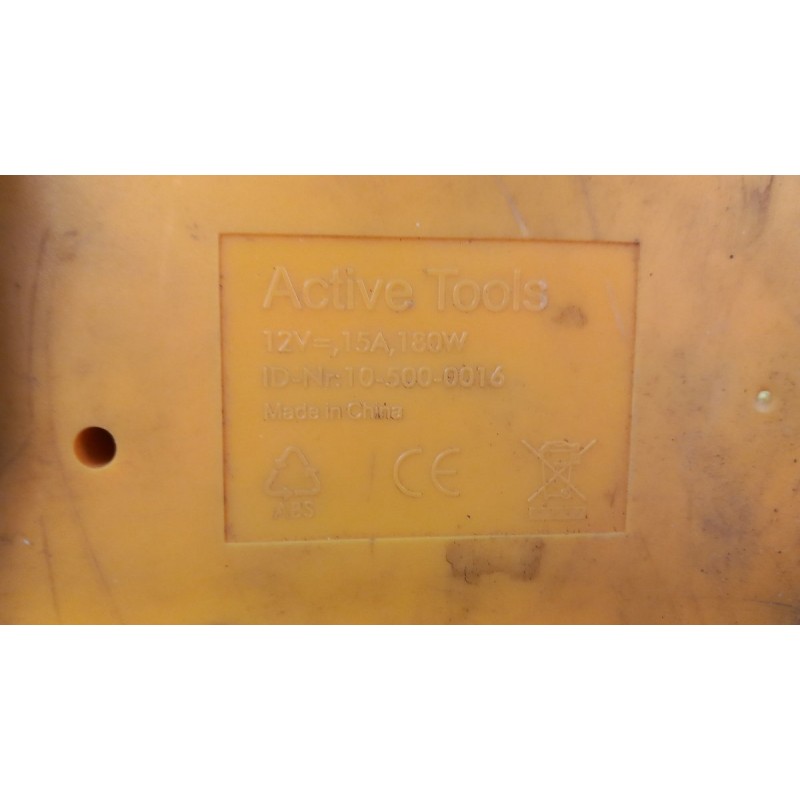 Active Tools
12V=,15A,180W
ID-Nr:10-500-0016
Made in China
ABS
CE